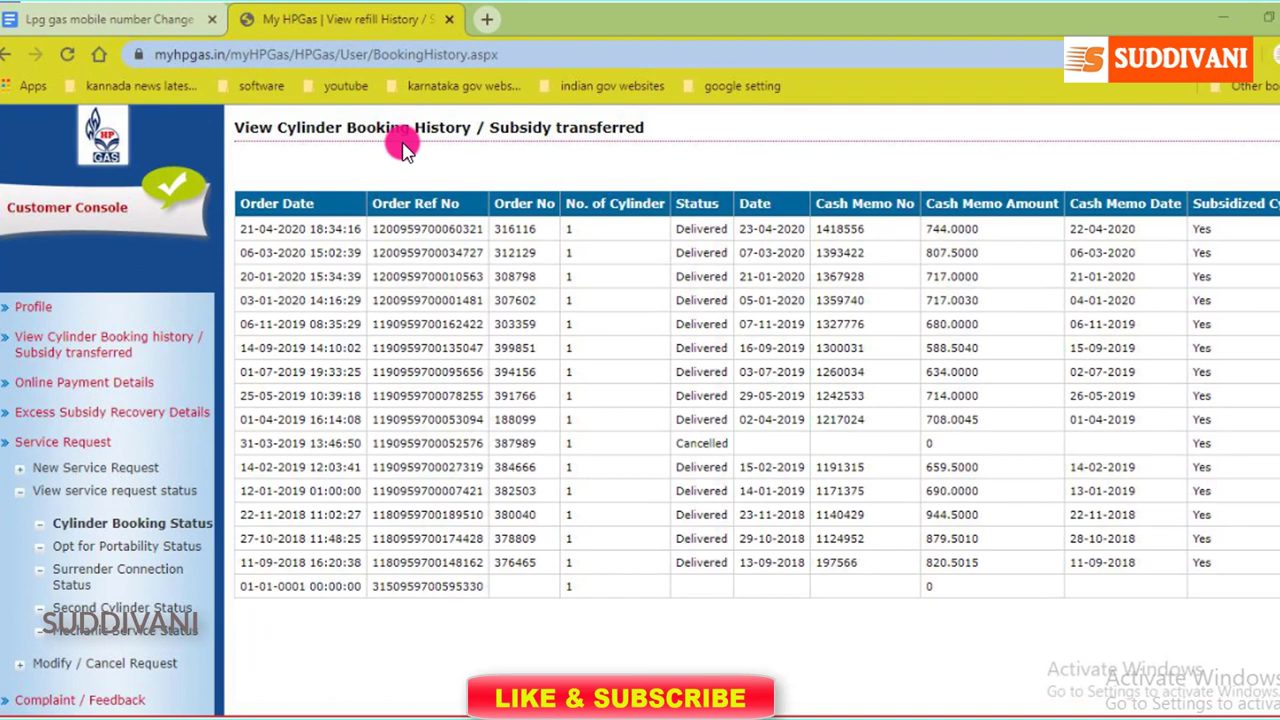 Lpg gas mobile number Change
My HPGas | View refill History / S
myhpgas.in/myHPGas/HPGas/User/BookingHistory.aspx
SUDDIVANI
Apps kannada news lates... software youtube karnataka gov webs... indian gov websites google setting Other bo
HP
GAS
Customer Console
Profile
View Cylinder Booking history /
Subsidy transferred
Online Payment Details
Excess Subsidy Recovery Details
Service Request
New Service Request
View service request status
Cylinder Booking Status
Opt for Portability Status
Surrender Connection
Status
Second Cylinder Status
Mechanic Service Status
SUDDIVANI
Modify / Cancel Request
Complaint / Feedback
View Cylinder Booking History / Subsidy transferred
Order Date Order Ref No Order No No. of Cylinder Status Date Cash Memo No Cash Memo Amount Cash Memo Date Subsidized Cy
21-04-2020 18:34:16 1200959700060321 316116 1 Delivered 23-04-2020 1418556 744.0000 22-04-2020 Yes
06-03-2020 15:02:39 1200959700034727 312129 1 Delivered 07-03-2020 1393422 807.5000 06-03-2020 Yes
20-01-2020 15:34:39 1200959700010563 308798 1 Delivered 21-01-2020 1367928 717.0000 21-01-2020 Yes
03-01-2020 14:16:29 1200959700001481 307602 1 Delivered 05-01-2020 1359740 717.0030 04-01-2020 Yes
06-11-2019 08:35:29 1190959700162422 303359 1 Delivered 07-11-2019 1327776 680.0000 06-11-2019 Yes
14-09-2019 14:10:02 1190959700135047 399851 1 Delivered 16-09-2019 1300031 588.5040 15-09-2019 Yes
01-07-2019 19:33:25 1190959700095656 394156 1 Delivered 03-07-2019 1260034 634.0000 02-07-2019 Yes
25-05-2019 10:39:18 1190959700078255 391766 1 Delivered 29-05-2019 1242533 714.0000 26-05-2019 Yes
01-04-2019 16:14:08 1190959700053094 188099 1 Delivered 02-04-2019 1217024 708.0045 01-04-2019 Yes
31-03-2019 13:46:50 1190959700052576 387989 1 Cancelled 0 Yes
14-02-2019 12:03:41 1190959700027319 384666 1 Delivered 15-02-2019 1191315 659.5000 14-02-2019 Yes
12-01-2019 01:00:00 1190959700007421 382503 1 Delivered 14-01-2019 1171375 690.0000 13-01-2019 Yes
22-11-2018 11:02:27 1180959700189510 380040 1 Delivered 23-11-2018 1140429 944.5000 22-11-2018 Yes
27-10-2018 11:48:25 1180959700174428 378809 1 Delivered 29-10-2018 1124952 879.5010 28-10-2018 Yes
11-09-2018 16:20:38 1180959700148162 376465 1 Delivered 13-09-2018 197566 820.5015 11-09-2018 Yes
01-01-0001 00:00:00 3150959700595330 1 0
Activate Windows
Go to Settings to activate Windows.
Activate Windows
Go to Settings to activa
LIKE & SUBSCRIBE